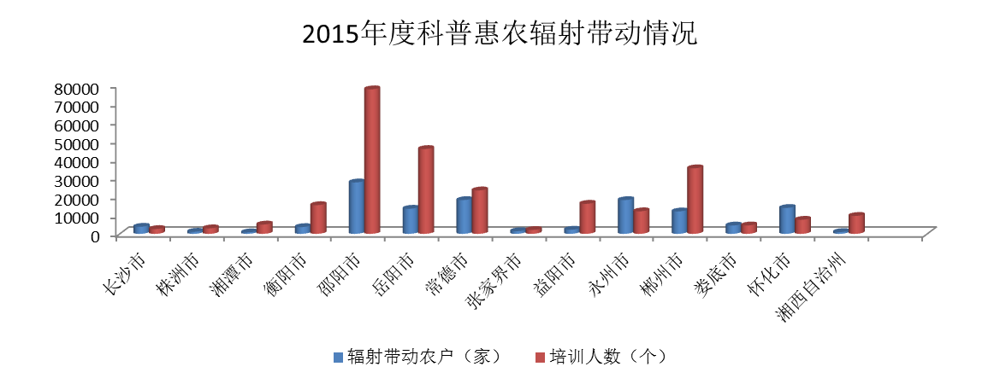 2015年度科普惠农辐射带动情况
80000
70000
60000
50000
40000
30000
20000
10000
0
长沙市
株洲市
湘潭市
衡阳市
邵阳市
岳阳市
常德市
张家界市
益阳市
永州市
郴州市
娄底市
怀化市
湘西自治州
辐射带动农户（家）
培训人数（个）